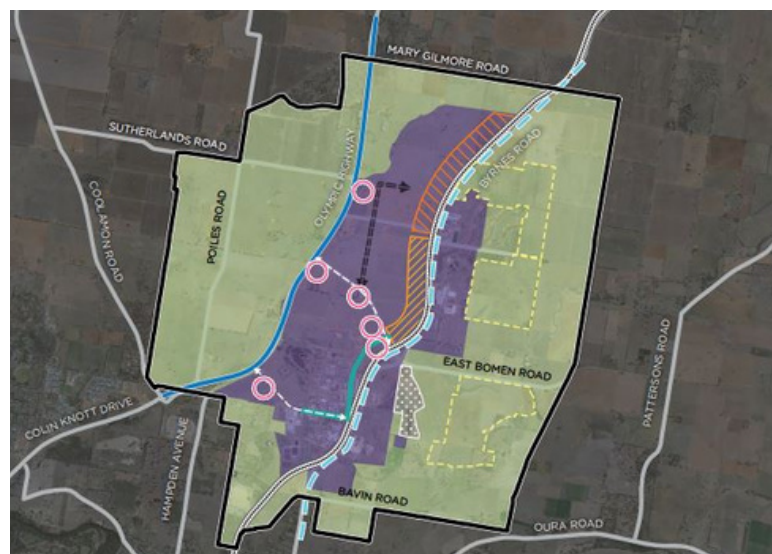 MARY GILMORE ROAD
SUTHERLANDS ROAD
OLYMPIC HIGHWAY
BYRNES ROAD
COOLAMON ROAD
POILES ROAD
EAST BOMEN ROAD
PATTERSONS ROAD
COLIN KNOTT DRIVE
HAMPDEN AVENUE
BAVIN ROAD
OURA ROAD